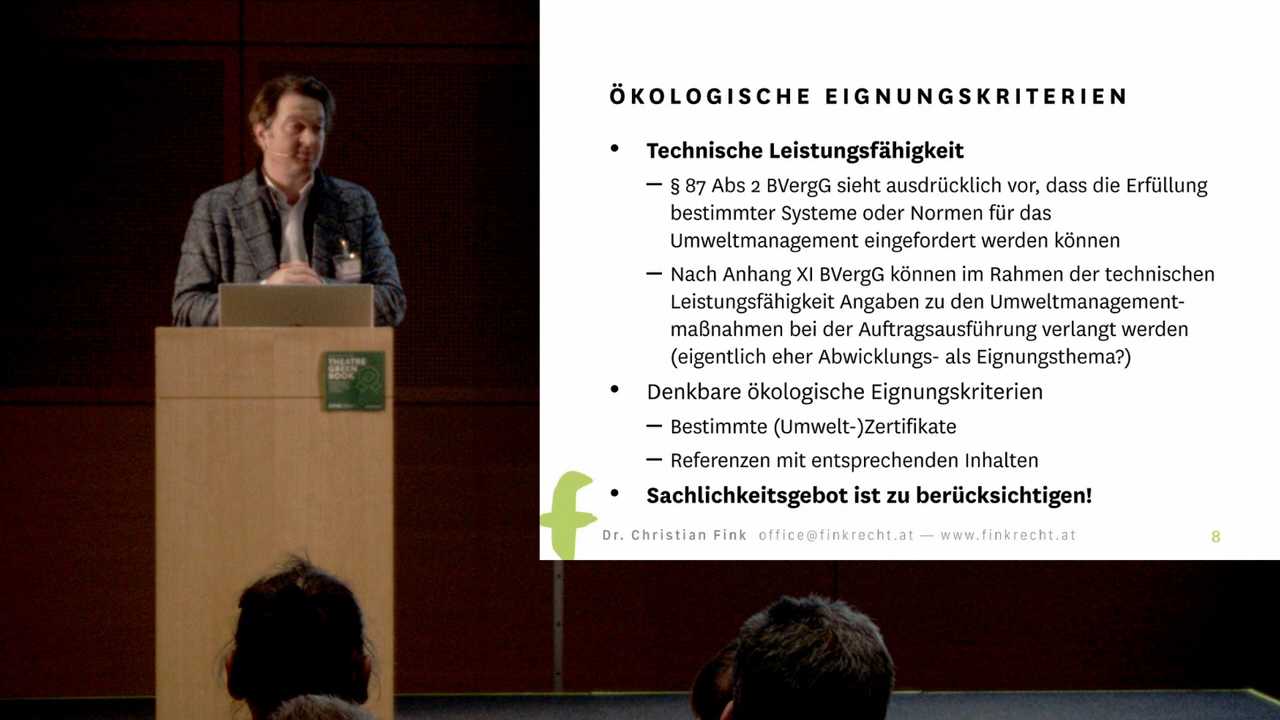 ÖKOLOGISCHE EIGNUNGSKRITERIEN
• Technische Leistungsfähigkeit
— § 87 Abs 2 BVergG sieht ausdrücklich vor, dass die Erfüllung
bestimmter Systeme oder Normen für das
Umweltmanagement eingefordert werden können
— Nach Anhang XI BVergG können im Rahmen der technischen
Leistungsfähigkeit Angaben zu den Umweltmanagement-
maßnahmen bei der Auftragsausführung verlangt werden
(eigentlich eher Abwicklungs- als Eignungsthema?)
• Denkbare ökologische Eignungskriterien
— Bestimmte (Umwelt-)Zertifikate
— Referenzen mit entsprechenden Inhalten
• Sachlichkeitsgebot ist zu berücksichtigen!
f
Dr. Christian Fink office@finkrecht.at — www.finkrecht.at
8
THEATRE
GREEN
BOOK